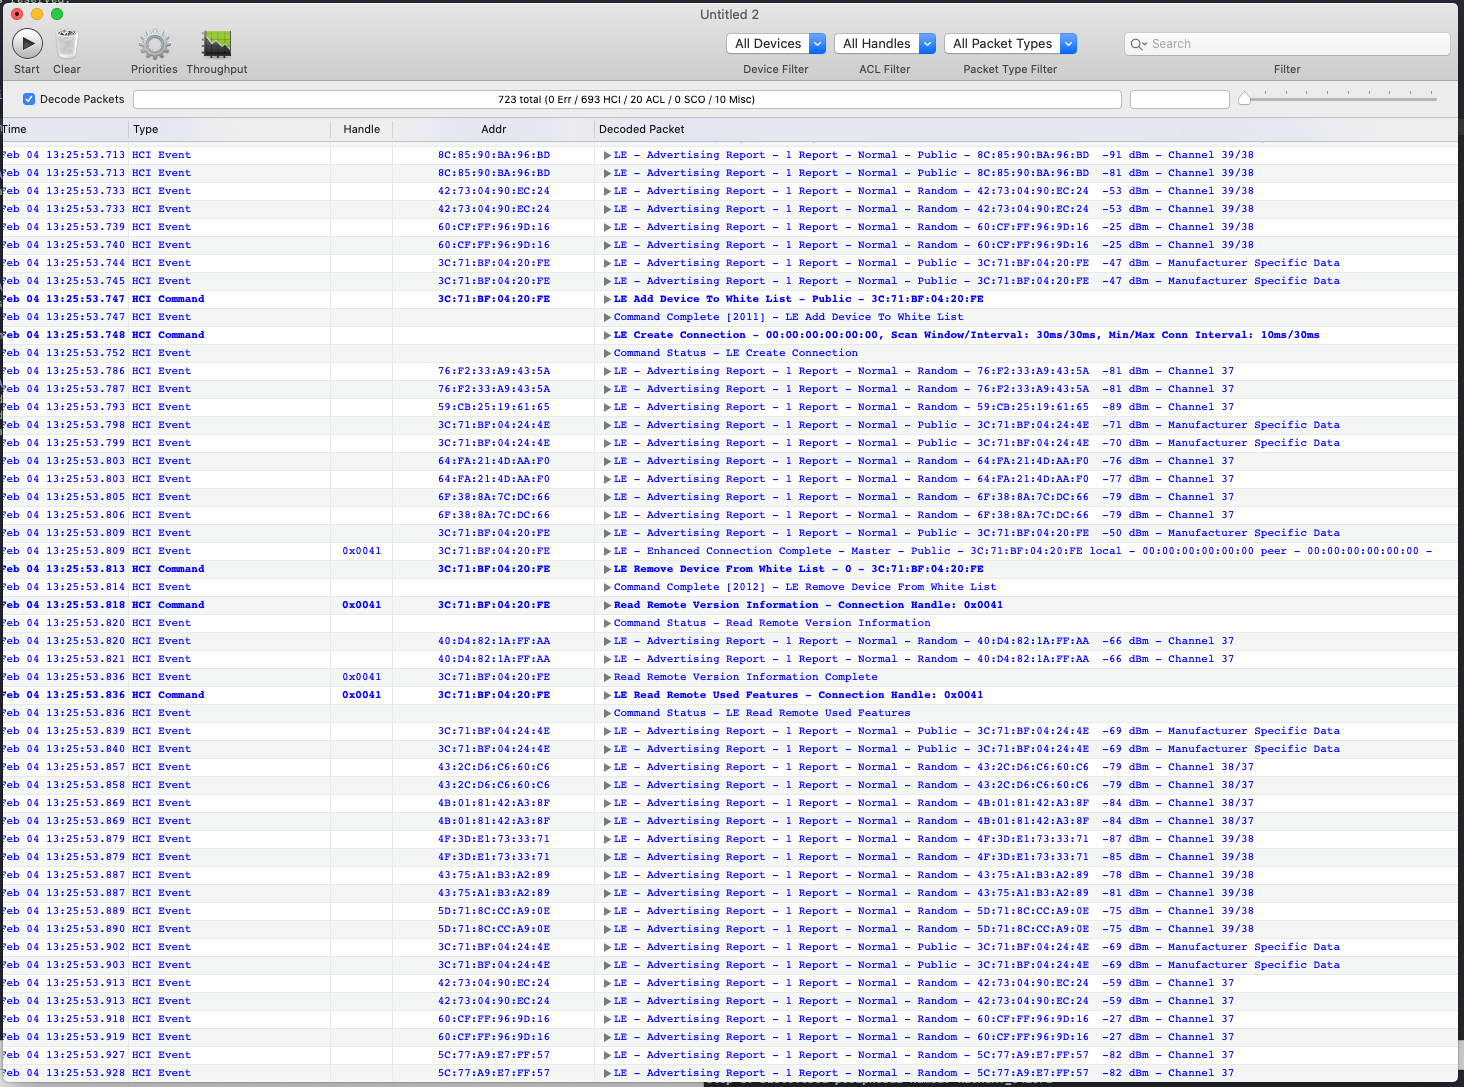 Untitled 2
Start Clear Priorities Throughput
All Devices All Handles All Packet Types Search
Device Filter ACL Filter Packet Type Filter Filter
Decode Packets 723 total (0 Err / 693 HCI / 20 ACL / 0 SCO / 10 Misc)
Time Type Handle Addr Decoded Packet
Feb 04 13:25:53.713 HCI Event 8C:85:90:BA:96:BD LE - Advertising Report - 1 Report - Normal - Public - 8C:85:90:BA:96:BD -91 dBm - Channel 39/38
Feb 04 13:25:53.713 HCI Event 8C:85:90:BA:96:BD LE - Advertising Report - 1 Report - Normal - Public - 8C:85:90:BA:96:BD -81 dBm - Channel 39/38
Feb 04 13:25:53.733 HCI Event 42:73:04:90:EC:24 LE - Advertising Report - 1 Report - Normal - Random - 42:73:04:90:EC:24 -53 dBm - Channel 39/38
Feb 04 13:25:53.733 HCI Event 42:73:04:90:EC:24 LE - Advertising Report - 1 Report - Normal - Random - 42:73:04:90:EC:24 -53 dBm - Channel 39/38
Feb 04 13:25:53.739 HCI Event 60:CF:FF:96:9D:16 LE - Advertising Report - 1 Report - Normal - Random - 60:CF:FF:96:9D:16 -25 dBm - Channel 39/38
Feb 04 13:25:53.740 HCI Event 60:CF:FF:96:9D:16 LE - Advertising Report - 1 Report - Normal - Random - 60:CF:FF:96:9D:16 -25 dBm - Channel 39/38
Feb 04 13:25:53.744 HCI Event 3C:71:BF:04:20:FE LE - Advertising Report - 1 Report - Normal - Public - 3C:71:BF:04:20:FE -47 dBm - Manufacturer Specific Data
Feb 04 13:25:53.745 HCI Event 3C:71:BF:04:20:FE LE - Advertising Report - 1 Report - Normal - Public - 3C:71:BF:04:20:FE -47 dBm - Manufacturer Specific Data
Feb 04 13:25:53.747 HCI Command 3C:71:BF:04:20:FE LE Add Device To White List - Public - 3C:71:BF:04:20:FE
Feb 04 13:25:53.747 HCI Event Command Complete [2011] - LE Add Device To White List
Feb 04 13:25:53.748 HCI Command LE Create Connection - 00:00:00:00:00:00, Scan Window/Interval: 30ms/30ms, Min/Max Conn Interval: 10ms/30ms
Feb 04 13:25:53.752 HCI Event Command Status - LE Create Connection
Feb 04 13:25:53.786 HCI Event 76:F2:33:A9:43:5A LE - Advertising Report - 1 Report - Normal - Random - 76:F2:33:A9:43:5A -81 dBm - Channel 37
Feb 04 13:25:53.787 HCI Event 76:F2:33:A9:43:5A LE - Advertising Report - 1 Report - Normal - Random - 76:F2:33:A9:43:5A -81 dBm - Channel 37
Feb 04 13:25:53.793 HCI Event 59:CB:25:19:61:65 LE - Advertising Report - 1 Report - Normal - Random - 59:CB:25:19:61:65 -89 dBm - Channel 37
Feb 04 13:25:53.798 HCI Event 3C:71:BF:04:24:4E LE - Advertising Report - 1 Report - Normal - Public - 3C:71:BF:04:24:4E -71 dBm - Manufacturer Specific Data
Feb 04 13:25:53.799 HCI Event 3C:71:BF:04:24:4E LE - Advertising Report - 1 Report - Normal - Public - 3C:71:BF:04:24:4E -70 dBm - Manufacturer Specific Data
Feb 04 13:25:53.803 HCI Event 64:FA:21:4D:AA:F0 LE - Advertising Report - 1 Report - Normal - Random - 64:FA:21:4D:AA:F0 -76 dBm - Channel 37
Feb 04 13:25:53.803 HCI Event 64:FA:21:4D:AA:F0 LE - Advertising Report - 1 Report - Normal - Random - 64:FA:21:4D:AA:F0 -77 dBm - Channel 37
Feb 04 13:25:53.805 HCI Event 6F:38:8A:7C:DC:66 LE - Advertising Report - 1 Report - Normal - Random - 6F:38:8A:7C:DC:66 -79 dBm - Channel 37
Feb 04 13:25:53.806 HCI Event 6F:38:8A:7C:DC:66 LE - Advertising Report - 1 Report - Normal - Random - 6F:38:8A:7C:DC:66 -79 dBm - Channel 37
Feb 04 13:25:53.809 HCI Event 3C:71:BF:04:20:FE LE - Advertising Report - 1 Report - Normal - Public - 3C:71:BF:04:20:FE -50 dBm - Manufacturer Specific Data
Feb 04 13:25:53.809 HCI Event 0x0041 3C:71:BF:04:20:FE LE - Enhanced Connection Complete - Master - Public - 3C:71:BF:04:20:FE local - 00:00:00:00:00:00 peer - 00:00:00:00:00:00 -
Feb 04 13:25:53.813 HCI Command 3C:71:BF:04:20:FE LE Remove Device From White List - 0 - 3C:71:BF:04:20:FE
Feb 04 13:25:53.814 HCI Event Command Complete [2012] - LE Remove Device From White List
Feb 04 13:25:53.818 HCI Command 0x0041 3C:71:BF:04:20:FE Read Remote Version Information - Connection Handle: 0x0041
Feb 04 13:25:53.820 HCI Event Command Status - Read Remote Version Information
Feb 04 13:25:53.820 HCI Event 40:D4:82:1A:FF:AA LE - Advertising Report - 1 Report - Normal - Random - 40:D4:82:1A:FF:AA -66 dBm - Channel 37
Feb 04 13:25:53.821 HCI Event 40:D4:82:1A:FF:AA LE - Advertising Report - 1 Report - Normal - Random - 40:D4:82:1A:FF:AA -66 dBm - Channel 37
Feb 04 13:25:53.836 HCI Event 0x0041 3C:71:BF:04:20:FE Read Remote Version Information Complete
Feb 04 13:25:53.836 HCI Command 0x0041 3C:71:BF:04:20:FE LE Read Remote Used Features - Connection Handle: 0x0041
Feb 04 13:25:53.836 HCI Event Command Status - LE Read Remote Used Features
Feb 04 13:25:53.839 HCI Event 3C:71:BF:04:24:4E LE - Advertising Report - 1 Report - Normal - Public - 3C:71:BF:04:24:4E -69 dBm - Manufacturer Specific Data
Feb 04 13:25:53.840 HCI Event 3C:71:BF:04:24:4E LE - Advertising Report - 1 Report - Normal - Public - 3C:71:BF:04:24:4E -69 dBm - Manufacturer Specific Data
Feb 04 13:25:53.857 HCI Event 43:2C:D6:C6:60:C6 LE - Advertising Report - 1 Report - Normal - Random - 43:2C:D6:C6:60:C6 -79 dBm - Channel 38/37
Feb 04 13:25:53.858 HCI Event 43:2C:D6:C6:60:C6 LE - Advertising Report - 1 Report - Normal - Random - 43:2C:D6:C6:60:C6 -79 dBm - Channel 38/37
Feb 04 13:25:53.869 HCI Event 4B:01:81:42:A3:8F LE - Advertising Report - 1 Report - Normal - Random - 4B:01:81:42:A3:8F -84 dBm - Channel 38/37
Feb 04 13:25:53.869 HCI Event 4B:01:81:42:A3:8F LE - Advertising Report - 1 Report - Normal - Random - 4B:01:81:42:A3:8F -84 dBm - Channel 38/37
Feb 04 13:25:53.879 HCI Event 4F:3D:E1:73:33:71 LE - Advertising Report - 1 Report - Normal - Random - 4F:3D:E1:73:33:71 -87 dBm - Channel 39/38
Feb 04 13:25:53.879 HCI Event 4F:3D:E1:73:33:71 LE - Advertising Report - 1 Report - Normal - Random - 4F:3D:E1:73:33:71 -85 dBm - Channel 39/38
Feb 04 13:25:53.887 HCI Event 43:75:A1:B3:A2:89 LE - Advertising Report - 1 Report - Normal - Random - 43:75:A1:B3:A2:89 -78 dBm - Channel 39/38
Feb 04 13:25:53.887 HCI Event 43:75:A1:B3:A2:89 LE - Advertising Report - 1 Report - Normal - Random - 43:75:A1:B3:A2:89 -81 dBm - Channel 39/38
Feb 04 13:25:53.889 HCI Event 5D:71:8C:CC:A9:0E LE - Advertising Report - 1 Report - Normal - Random - 5D:71:8C:CC:A9:0E -75 dBm - Channel 39/38
Feb 04 13:25:53.890 HCI Event 5D:71:8C:CC:A9:0E LE - Advertising Report - 1 Report - Normal - Random - 5D:71:8C:CC:A9:0E -75 dBm - Channel 39/38
Feb 04 13:25:53.902 HCI Event 3C:71:BF:04:24:4E LE - Advertising Report - 1 Report - Normal - Public - 3C:71:BF:04:24:4E -69 dBm - Manufacturer Specific Data
Feb 04 13:25:53.903 HCI Event 3C:71:BF:04:24:4E LE - Advertising Report - 1 Report - Normal - Public - 3C:71:BF:04:24:4E -69 dBm - Manufacturer Specific Data
Feb 04 13:25:53.913 HCI Event 42:73:04:90:EC:24 LE - Advertising Report - 1 Report - Normal - Random - 42:73:04:90:EC:24 -59 dBm - Channel 37
Feb 04 13:25:53.913 HCI Event 42:73:04:90:EC:24 LE - Advertising Report - 1 Report - Normal - Random - 42:73:04:90:EC:24 -59 dBm - Channel 37
Feb 04 13:25:53.918 HCI Event 60:CF:FF:96:9D:16 LE - Advertising Report - 1 Report - Normal - Random - 60:CF:FF:96:9D:16 -27 dBm - Channel 37
Feb 04 13:25:53.919 HCI Event 60:CF:FF:96:9D:16 LE - Advertising Report - 1 Report - Normal - Random - 60:CF:FF:96:9D:16 -27 dBm - Channel 37
Feb 04 13:25:53.927 HCI Event 5C:77:A9:E7:FF:57 LE - Advertising Report - 1 Report - Normal - Random - 5C:77:A9:E7:FF:57 -82 dBm - Channel 37
Feb 04 13:25:53.928 HCI Event 5C:77:A9:E7:FF:57 LE - Advertising Report - 1 Report - Normal - Random - 5C:77:A9:E7:FF:57 -82 dBm - Channel 37